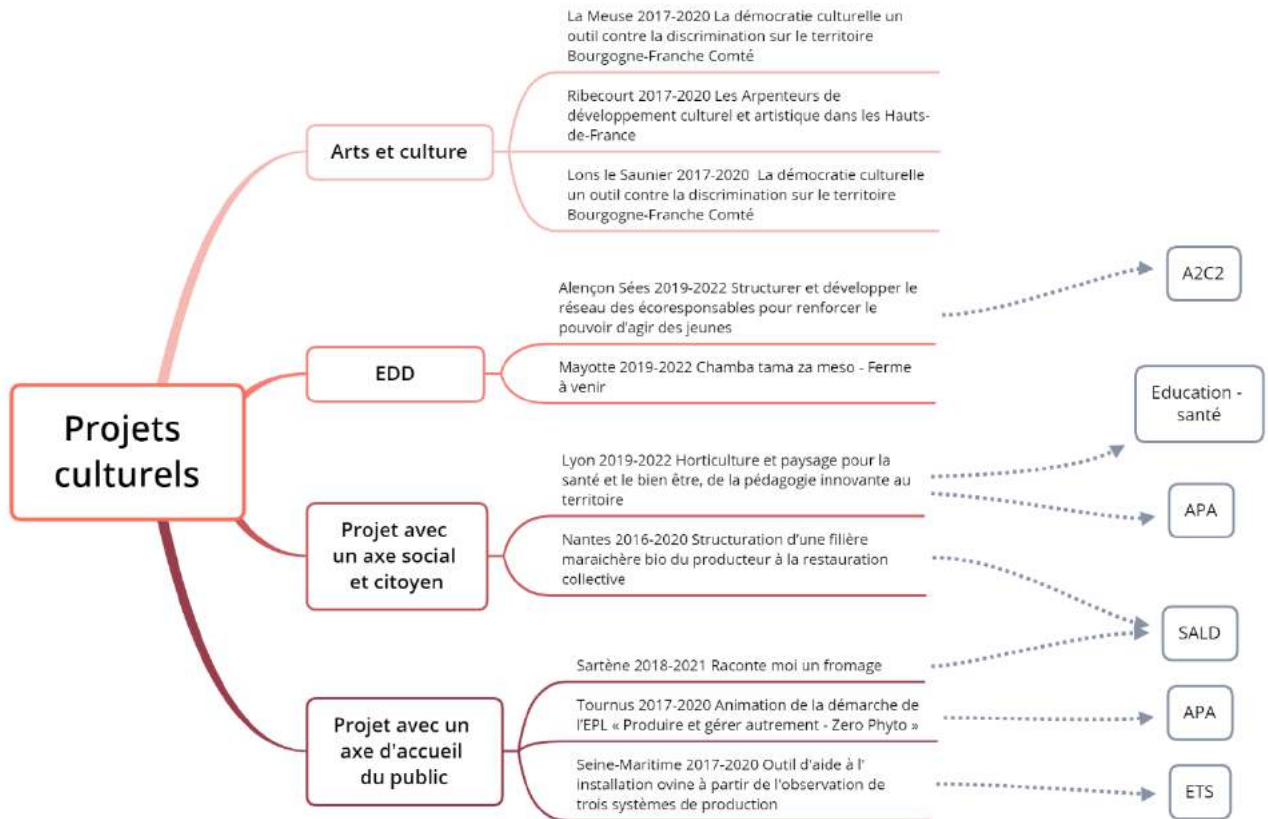 La Meuse 2017-2020 La démocratie culturelle un
outil contre la discrimination sur le territoire
Bourgogne-Franche Comté
Ribecourt 2017-2020 Les Arpenteurs de
développement culturel et artistique dans les Hauts-
de-France
Arts et culture
Lons le Saunier 2017-2020 La démocratie culturelle
un outil contre la discrimination sur le territoire
Bourgogne-Franche Comté
A2C2
Alençon Sées 2019-2022 Structurer et développer le
réseau des écoresponsables pour renforcer le
pouvoir d'agir des jeunes
EDD
Mayotte 2019-2022 Chamba tama za meso - Ferme
à venir
Education -
santé
Projets
culturels
Lyon 2019-2022 Horticulture et paysage pour la
santé et le bien être, de la pédagogie innovante au
territoire
APA
Projet avec
un axe social
et citoyen
Nantes 2016-2020 Structuration d'une filière
maraichère bio du producteur à la restauration
collective
SALD
Sartène 2018-2021 Raconte moi un fromage
Projet avec un
axe d'accueil
du public
Tournus 2017-2020 Animation de la démarche de
l'EPL « Produire et gérer autrement - Zero Phyto »
APA
Seine-Maritime 2017-2020 Outil d'aide à l'
installation ovine à partir de l'observation de
trois systèmes de production
ETS